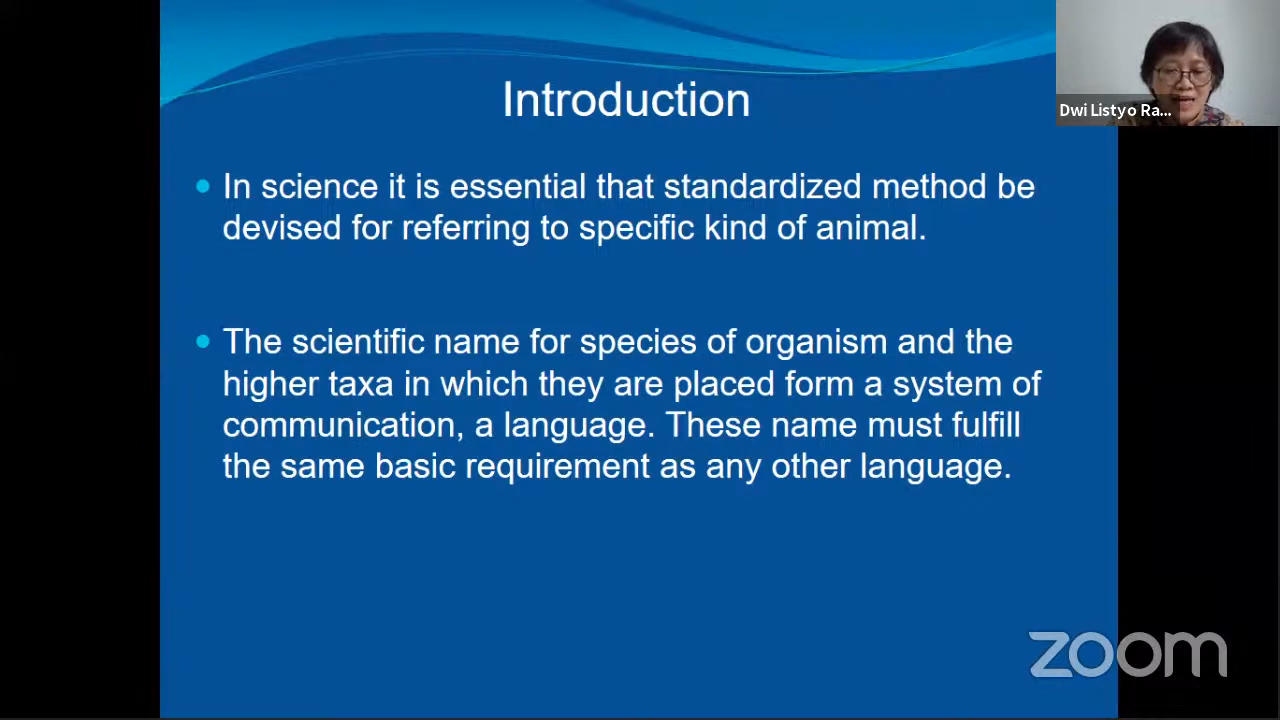 Introduction
Dwi Listyo Ra...
• In science it is essential that standardized method be
devised for referring to specific kind of animal.
• The scientific name for species of organism and the
higher taxa in which they are placed form a system of
communication, a language. These name must fulfill
the same basic requirement as any other language.
zoom